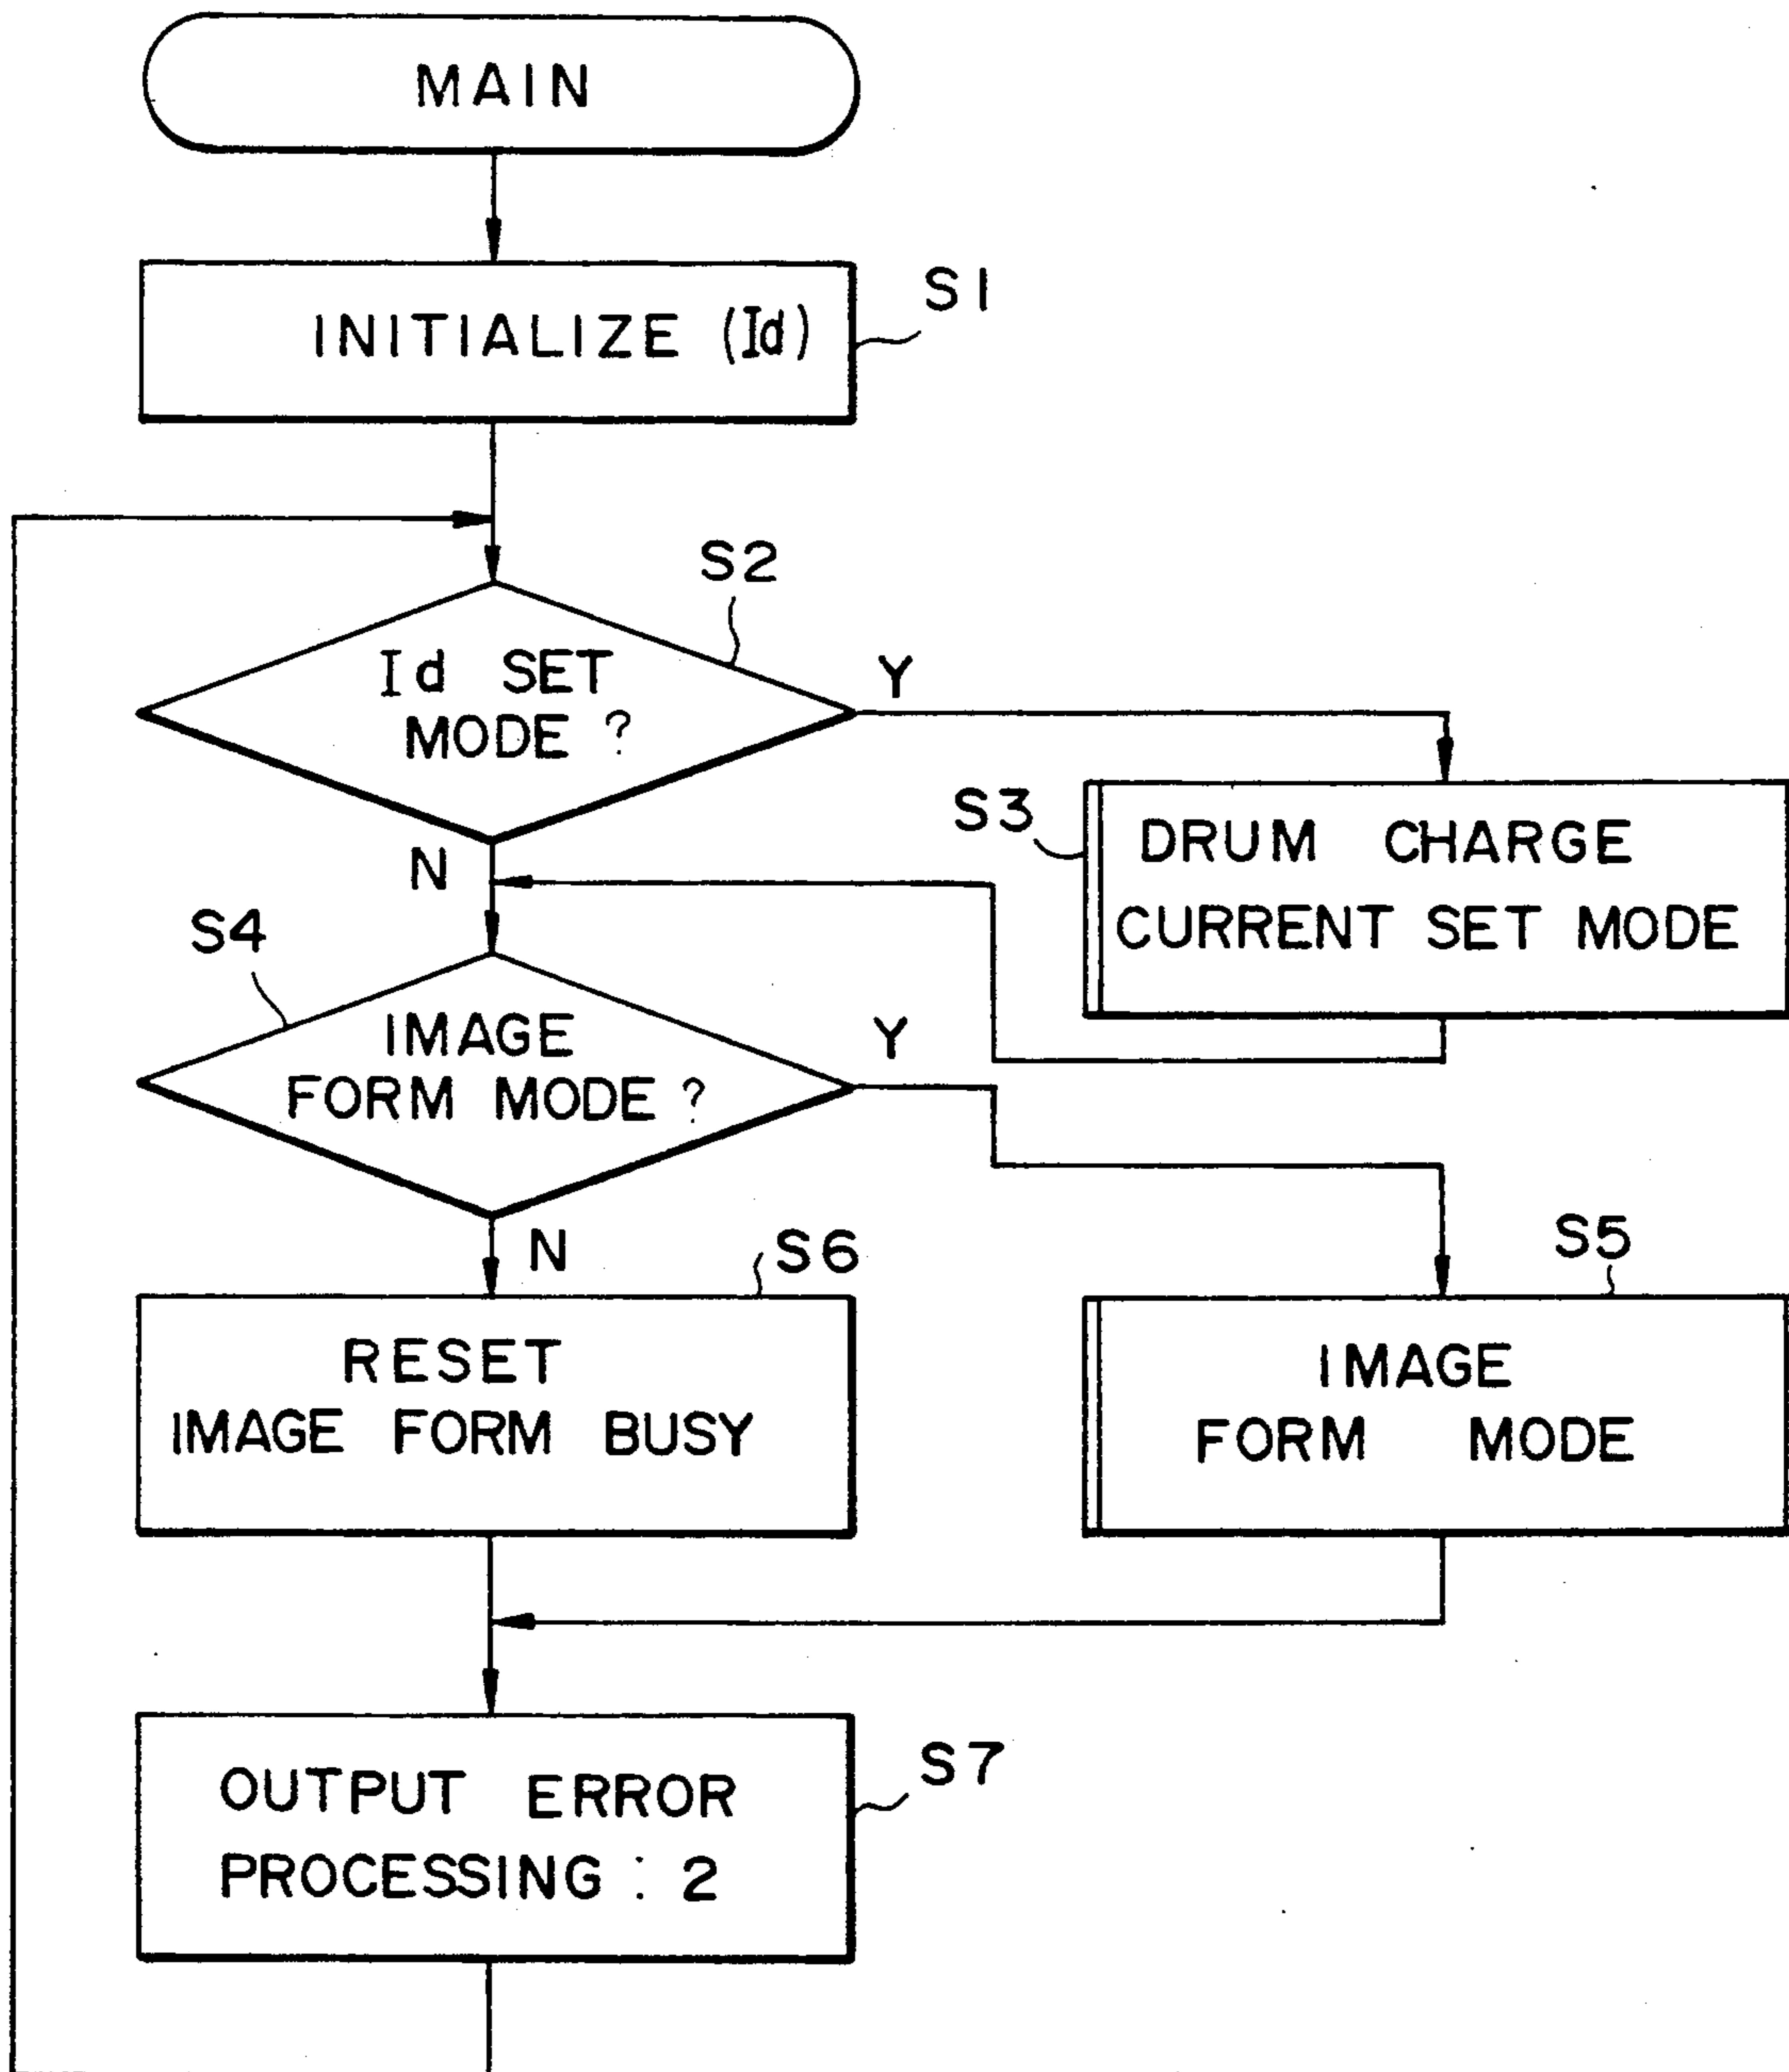 MAIN
INITIALIZE (Id)
S1
S2
Id SET
MODE ?
Y
N
S3
DRUM CHARGE
CURRENT SET MODE
S4
IMAGE
FORM MODE ?
Y
N
S6
RESET
IMAGE FORM BUSY
S5
IMAGE
FORM MODE
OUTPUT ERROR
PROCESSING : 2
S7